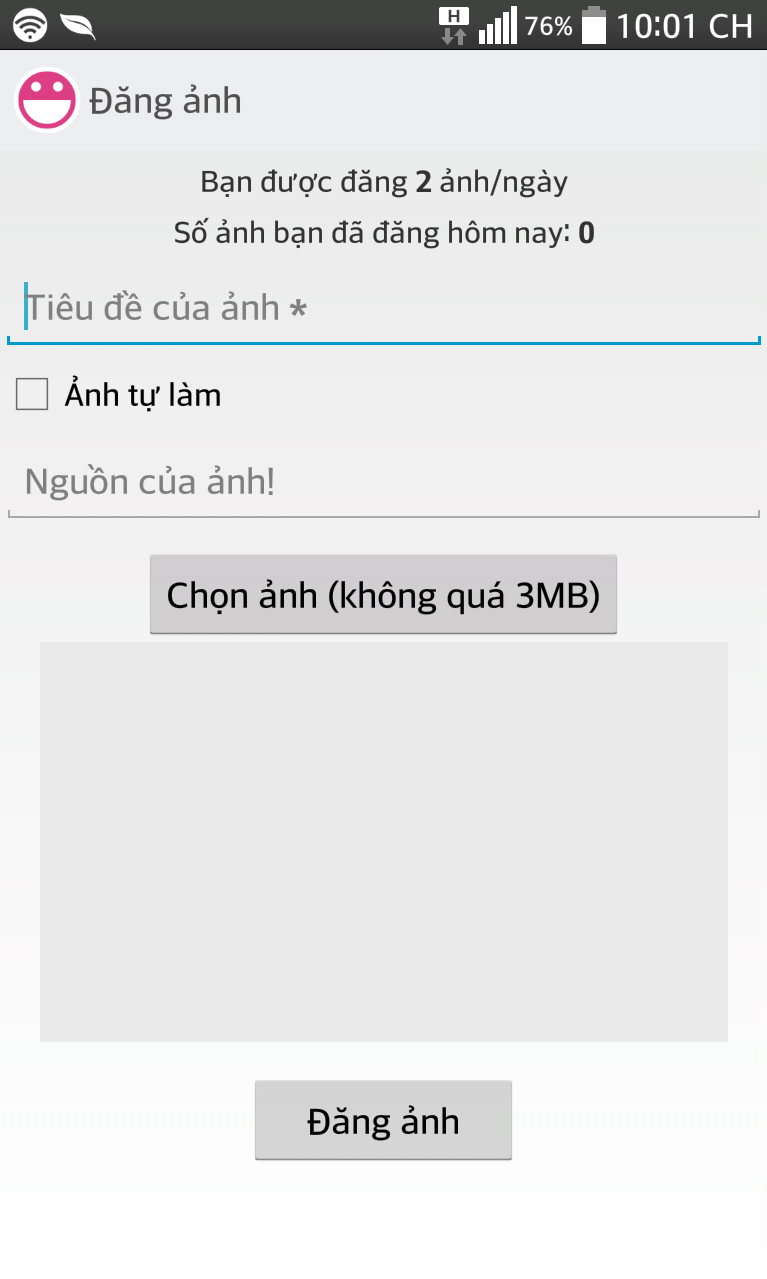 H 76% 10:01 CH
Đăng ảnh
Bạn được đăng 2 ảnh/ngày
Số ảnh bạn đã đăng hôm nay: 0
Tiêu đề của ảnh *
Ảnh tự làm
Nguồn của ảnh!
Chọn ảnh (không quá 3MB)
Đăng ảnh